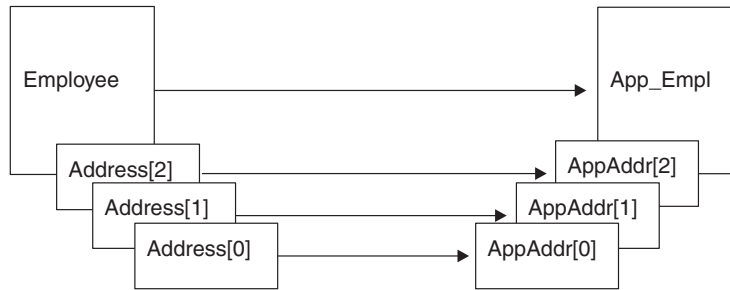 Employee
App_Empl
Address[2]
AppAddr[2]
Address[1]
AppAddr[1]
Address[0]
AppAddr[0]